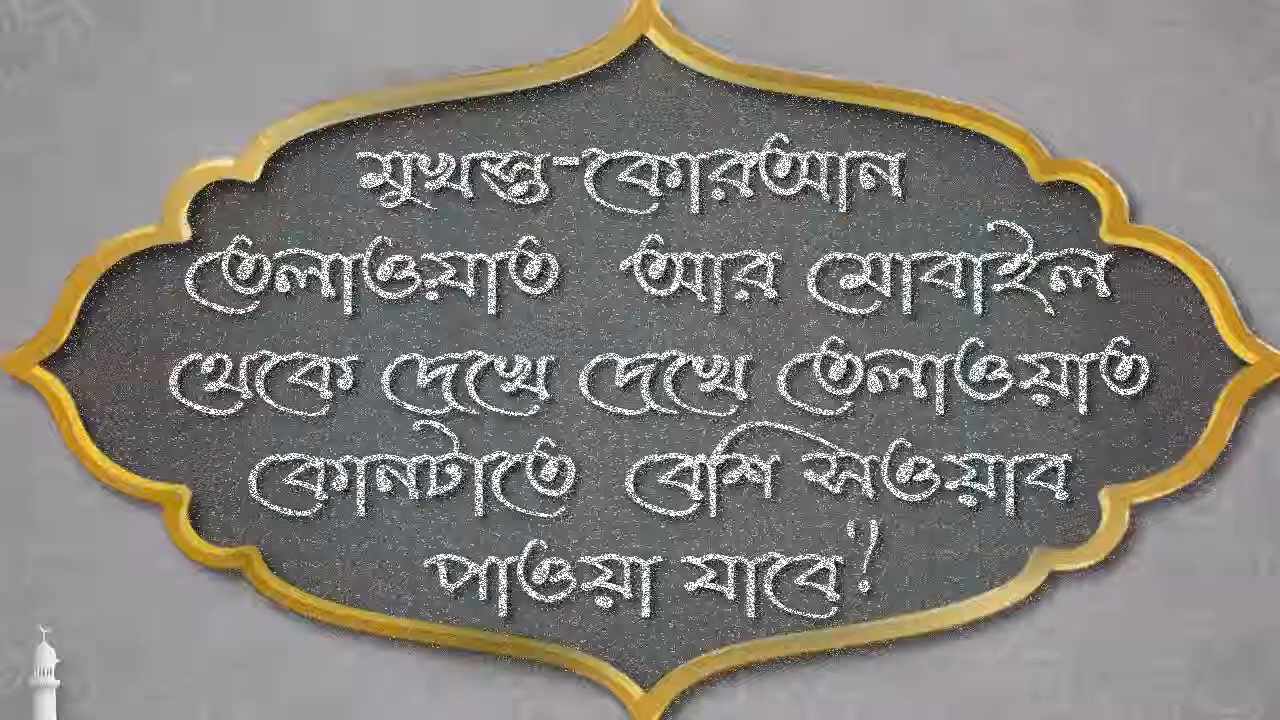 মুখস্ত-কোরআন
তেলাওয়াত আর মোবাইল
থেকে দেখে দেখে তেলাওয়াত
কোনটাতে বেশি সওয়াব
পাওয়া যাবে?